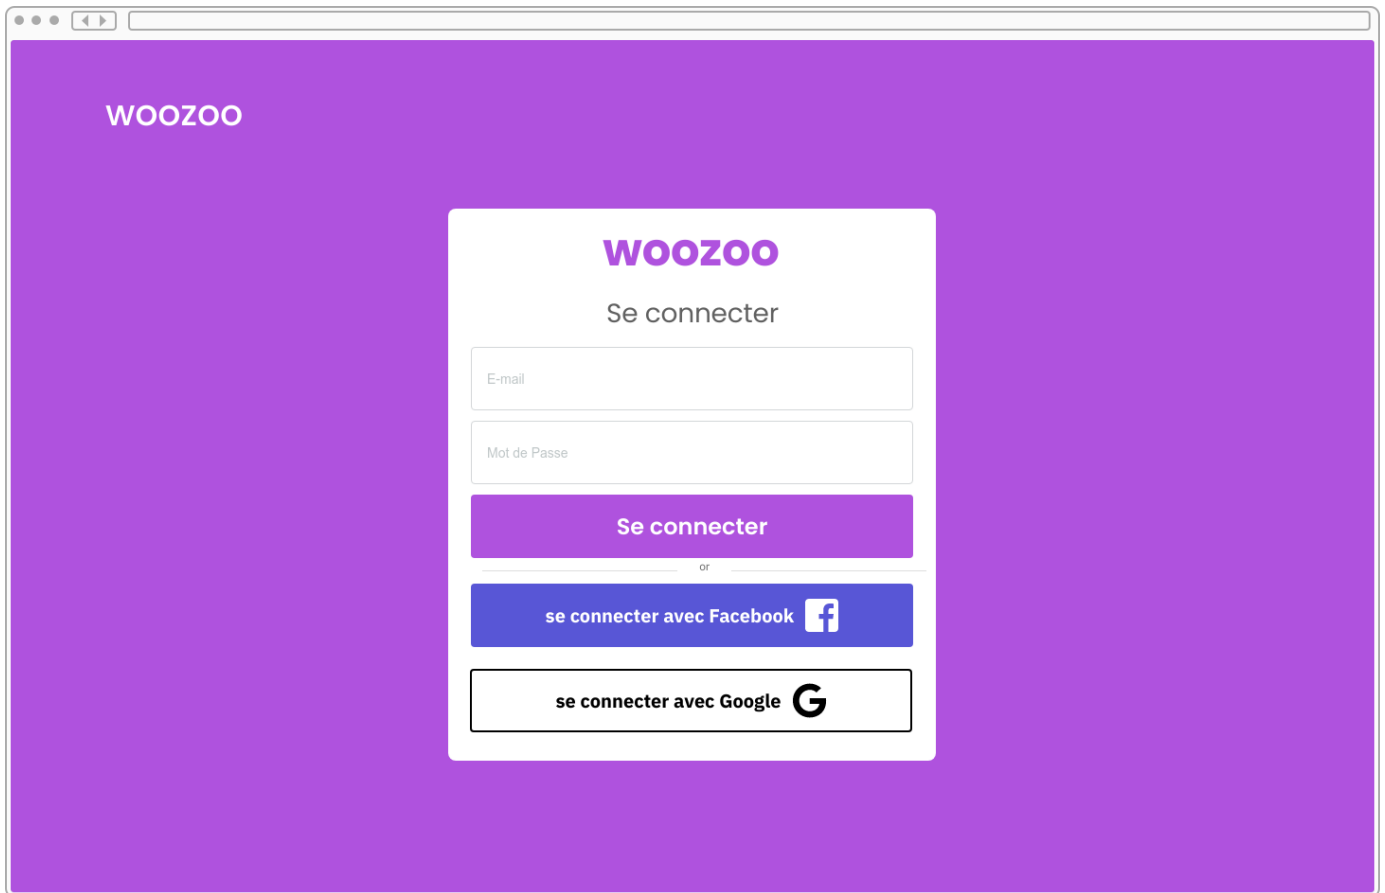 WOOZOO
WOOZOO
Se connecter
E-mail
Mot de Passe
Se connecter
or
se connecter avec Facebook
se connecter avec Google